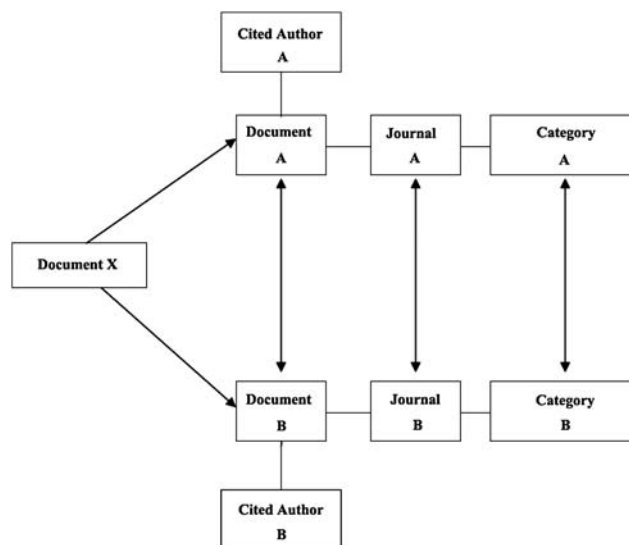 Cited Author
A
Document
A
Journal
A
Category
A
Document X
Document
B
Journal
B
Category
B
Cited Author
B